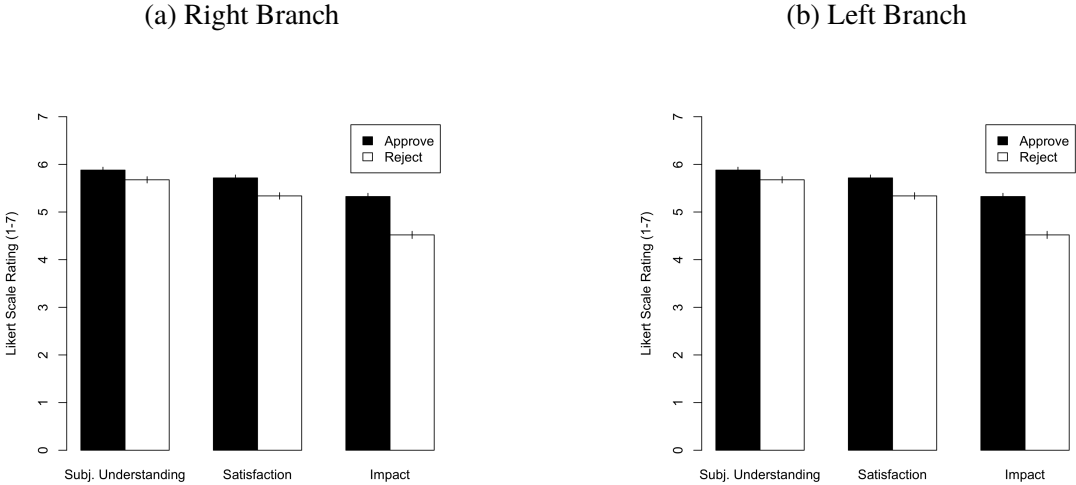 (a) Right Branch
(b) Left Branch
Likert Scale Rating (1-7)
7
6
5
4
3
2
1
0
Approve
Reject
Subj. Understanding Satisfaction Impact
Likert Scale Rating (1-7)
7
6
5
4
3
2
1
0
Approve
Reject
Subj. Understanding Satisfaction Impact